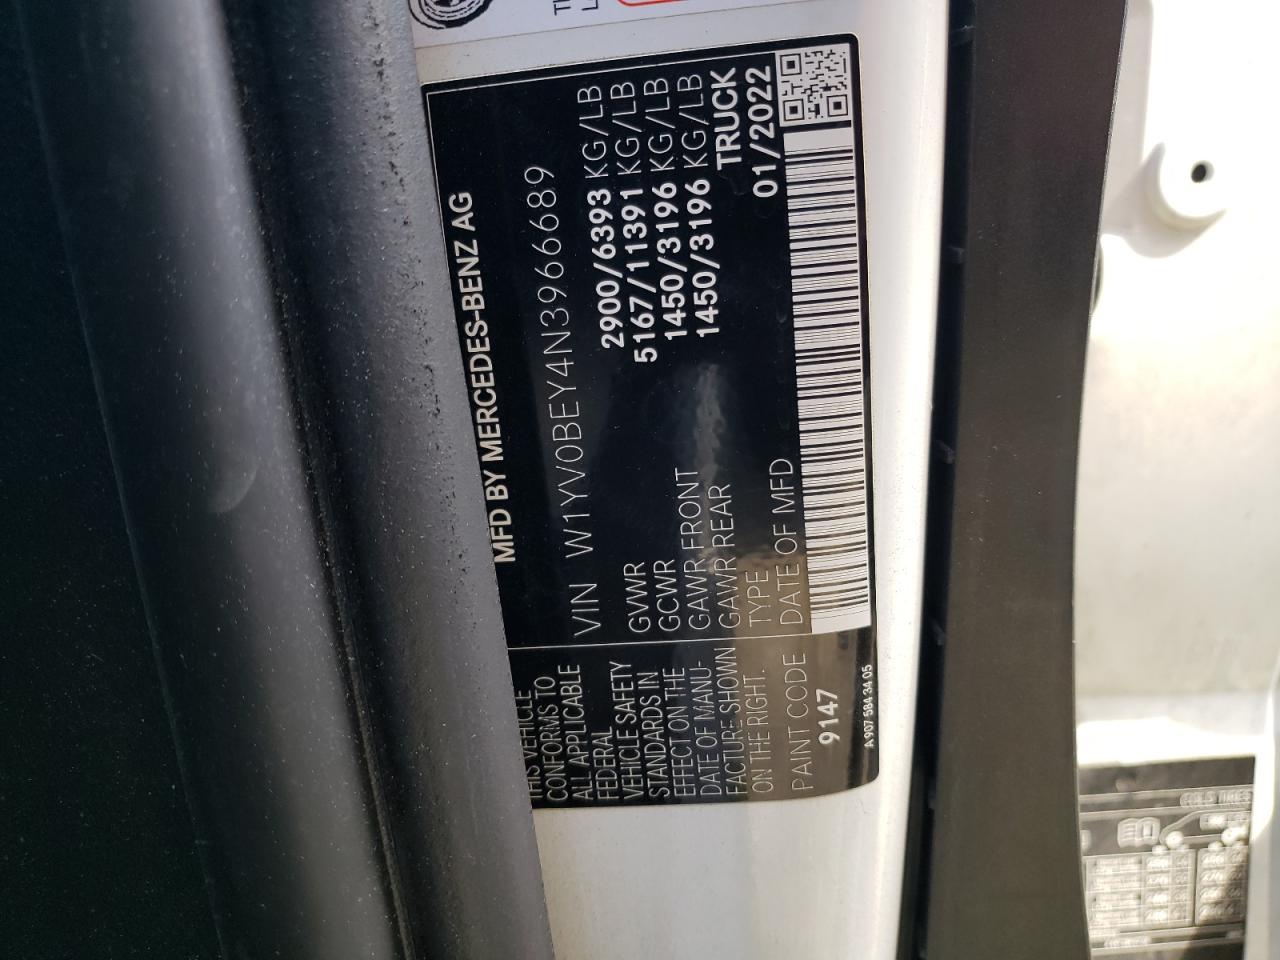 MFD BY MERCEDES-BENZ AG
VIN W1YV0BEY4N3966689
GVWR 2900/6393 KG/LB
GCWR 5167/11391 KG/LB
GAWR FRONT 1450/3196 KG/LB
GAWR REAR 1450/3196 KG/LB
TYPE TRUCK
DATE OF MFD 01/2022
THIS VEHICLE
CONFORMS TO
ALL APPLICABLE
FEDERAL
VEHICLE SAFETY
STANDARDS IN
EFFECT ON THE
DATE OF MANU-
FACTURE SHOWN
ON THE RIGHT.
PAINT CODE
9147
A 907 584 34 05
COLD TIRES